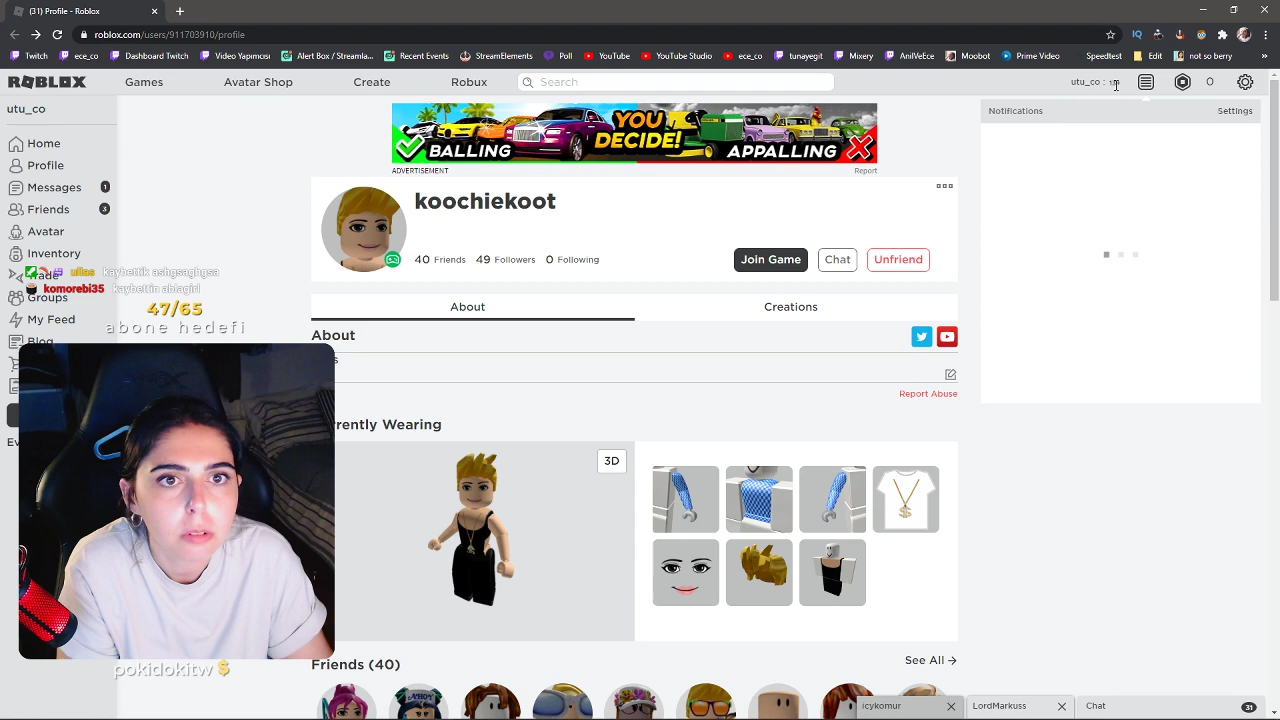 (31) Profile - Roblox
roblox.com/users/911703910/profile
Twitch ece_co Dashboard Twitch Video Yapımcısı Alert Box / Streamla... Recent Events / Stre... StreamElements Poll YouTube YouTube Studio ece_co tunayegit AnilVeEce Moobot Prime Video Speedtest Edit not so berry
ROBLOX Games Avatar Shop Create Robux Search utu_co : 0
utu_co
Home
Profile
Messages 1
Friends 3
Avatar
Inventory
Trade
Groups
My Feed
Blog
ullas kaybettik ashgsaghgsa
komorebi35 kaybettin ablagirl
47/65
abone hedefi
pokidokitw $
YOU DECIDE!
BALLING APPALLING
ADVERTISEMENT Report
koochiekoot
40 Friends 49 Followers 0 Following
Join Game Chat Unfriend
About Creations
About
Report Abuse
rently Wearing
3D
Friends (40) See All
Notifications Settings
icykomur LordMarkuss Chat 31